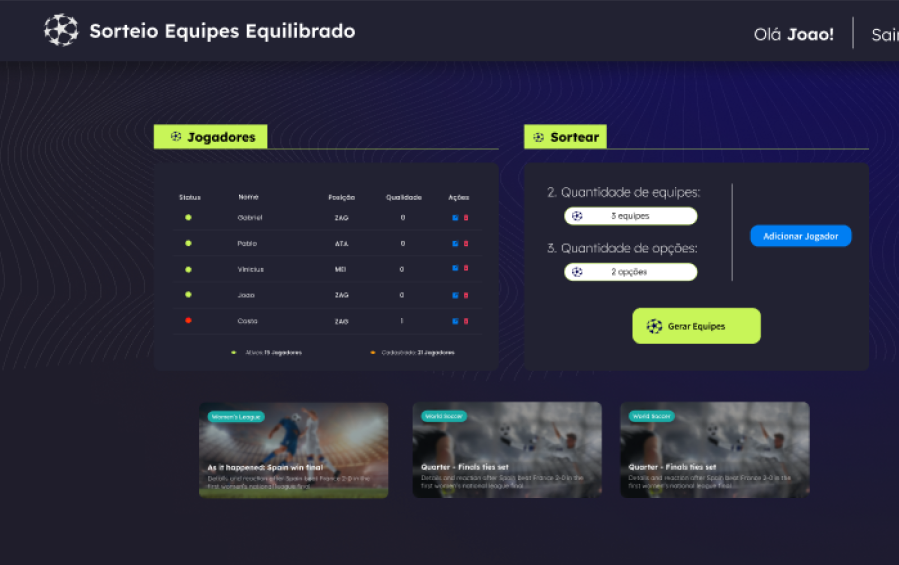 Sorteio Equipes Equilibrado
Olá Joao!
Sair
Jogadores
Status Nome Posição Qualidade Ações
Gabriel ZAG 0
Pablo ATA 0
Vinicius MEI 0
Joao ZAG 0
Costa ZAG 1
Ativos: 15 Jogadores
Cadastrado: 21 Jogadores
Sortear
2. Quantidade de equipes:
3 equipes
3. Quantidade de opções:
2 opções
Adicionar Jogador
Gerar Equipes
Women's League
As it happened: Spain win final
Details and reaction after Spain beat France 2-0 in the
first women's national league final...
World Soccer
Quarter - Finals ties set
Details and reaction after Spain beat France 2-0 in the
first women's national league final...
World Soccer
Quarter - Finals ties set
Details and reaction after Spain beat France 2-0 in the
first women's national league final...